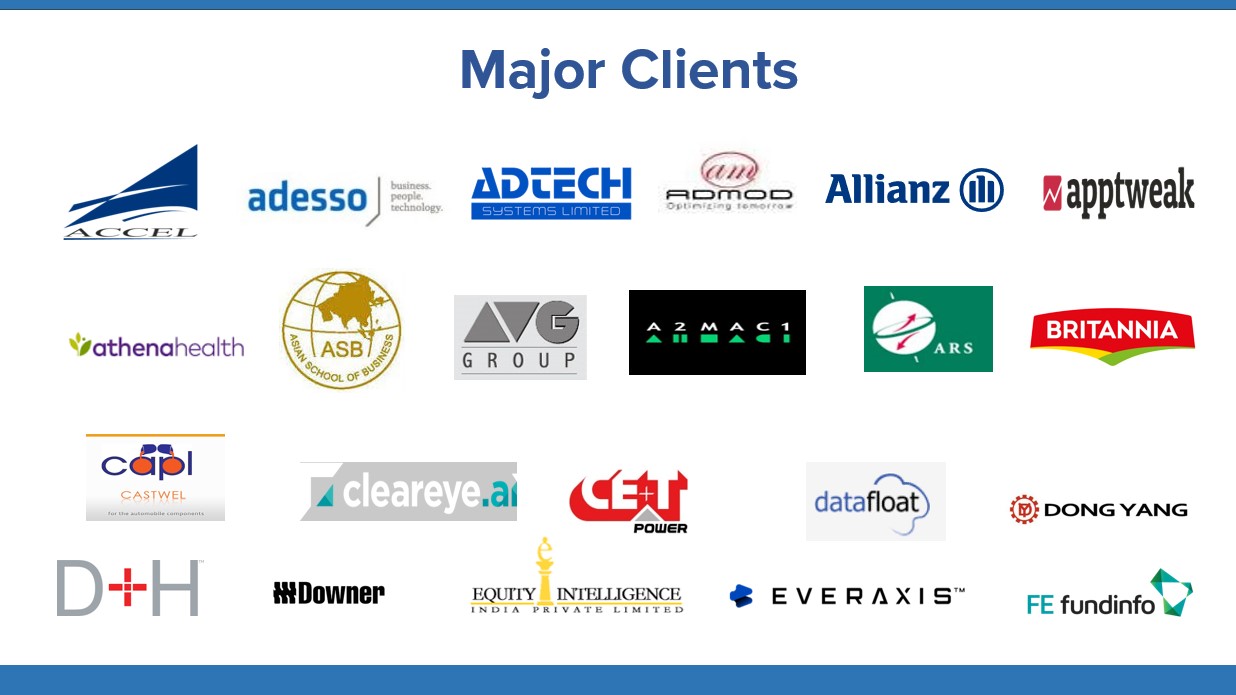 Major Clients
ACCEL
adesso
business.
people.
technology.
ADTECH
SYSTEMS LIMITED
am
ADMOD
Optimizing tomorrow
Allianz
apptweak
athenahealth
ASB
ASIAN SCHOOL OF BUSINESS
AVG
GROUP
A2MAC1
ARS
BRITANNIA
capl
CASTWEL
for the automobile components
cleareye.ai
CE+T
POWER
datafloat
DONG YANG
D+H
Downer
e
EQUITY INTELLIGENCE
INDIA PRIVATE LIMITED
EVERAXIS™
FE fundinfo